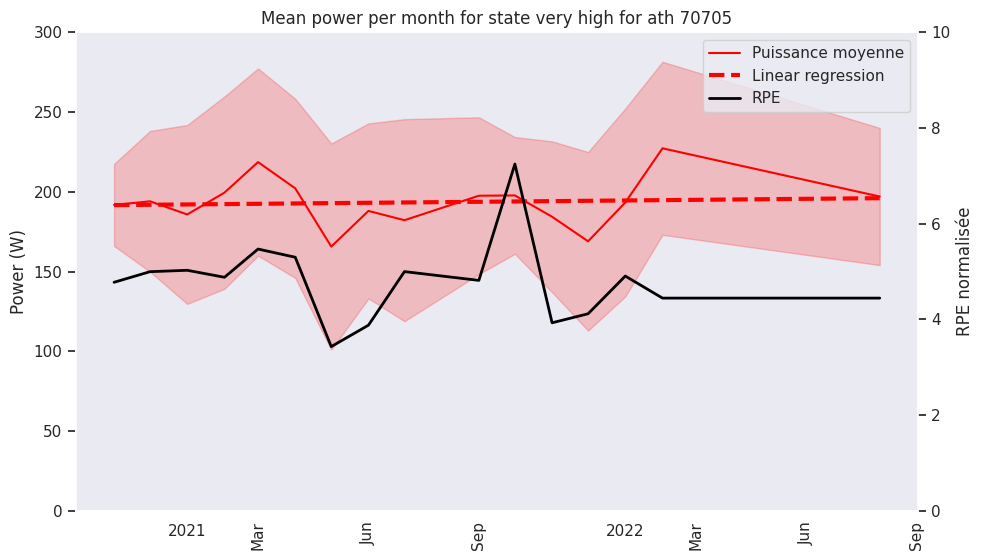 Mean power per month for state very high for ath 70705
300
250
200
150
100
50
0
Power (W)
10
8
6
4
2
0
RPE normalisée
Puissance moyenne
Linear regression
RPE
2021
Mar
Jun
Sep
2022
Mar
Jun
Sep